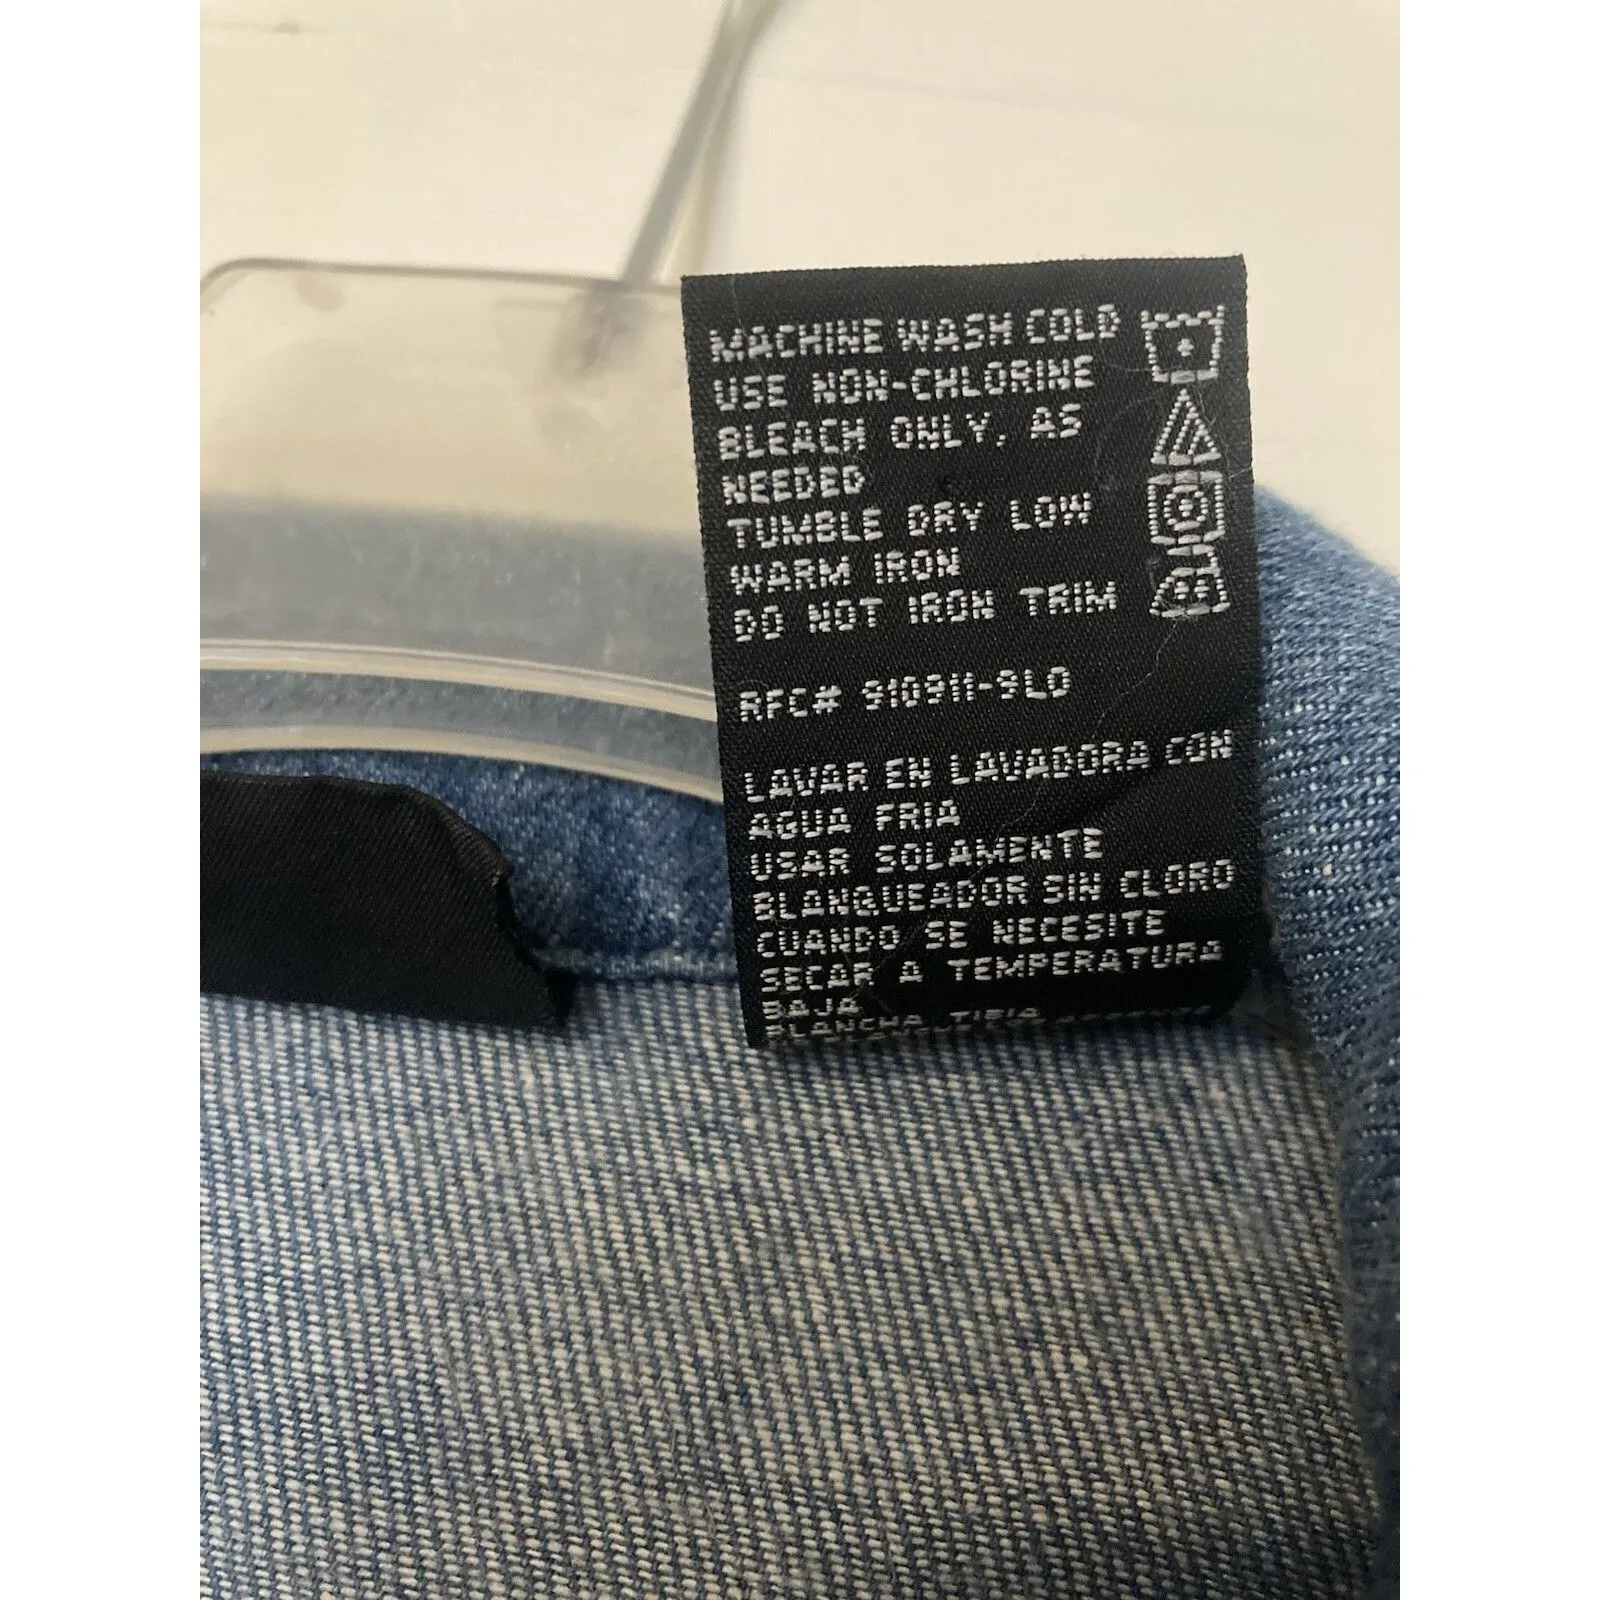 MACHINE WASH COLD
USE NON-CHLORINE
BLEACH ONLY, AS
NEEDED
TUMBLE DRY LOW
WARM IRON
DO NOT IRON TRIM
RFC# 910911-9L0
LAVAR EN LAVADORA CON
AGUA FRIA
USAR SOLAMENTE
BLANQUEADOR SIN CLORO
CUANDO SE NECESITE
SECAR A TEMPERATURA
BAJA
PLANCHA TIBIA